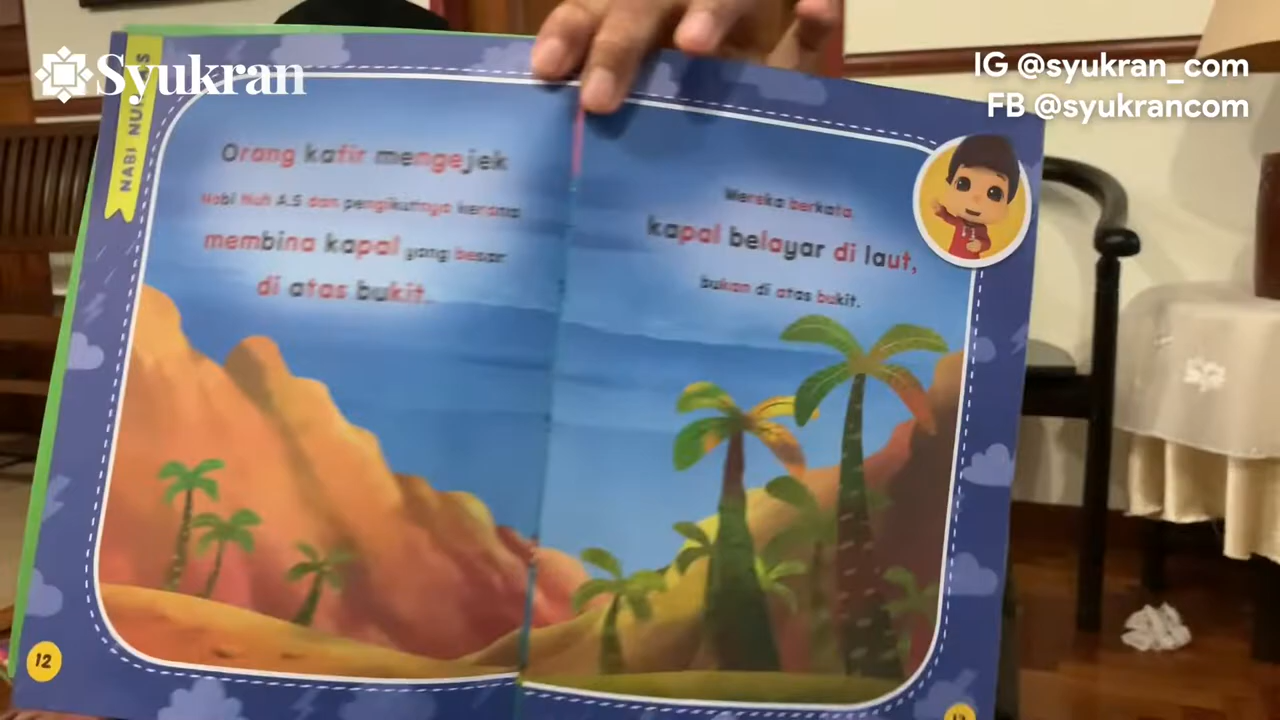 Syukran
IG @syukran_com
FB @syukrancom
NABI NUH
Orang kafir mengejek
Nabi Nuh A.S dan pengikutnya kerana
membina kapal yang besar
di atas bukit.
Mereka berkata,
kapal belayar di laut,
bukan di atas bukit.
12
13